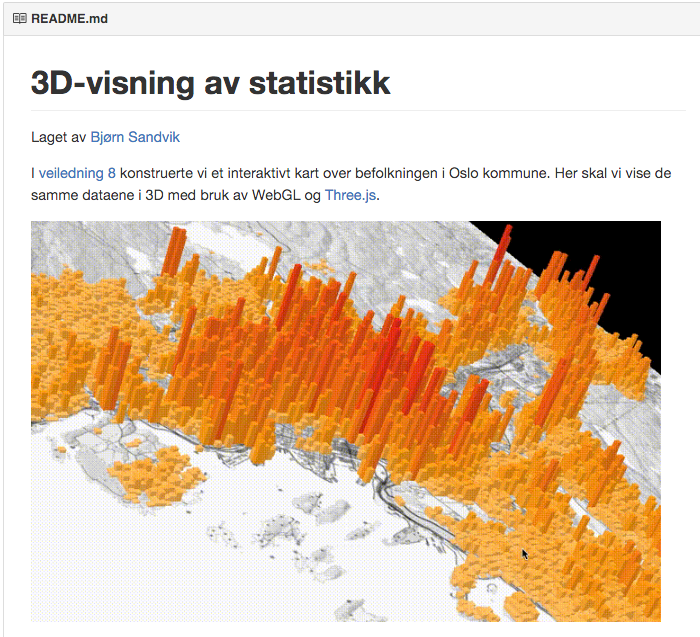 README.md
3D-visning av statistikk
Laget av Bjørn Sandvik
I veiledning 8 konstruerte vi et interaktivt kart over befolkningen i Oslo kommune. Her skal vi vise de
samme dataene i 3D med bruk av WebGL og Three.js.